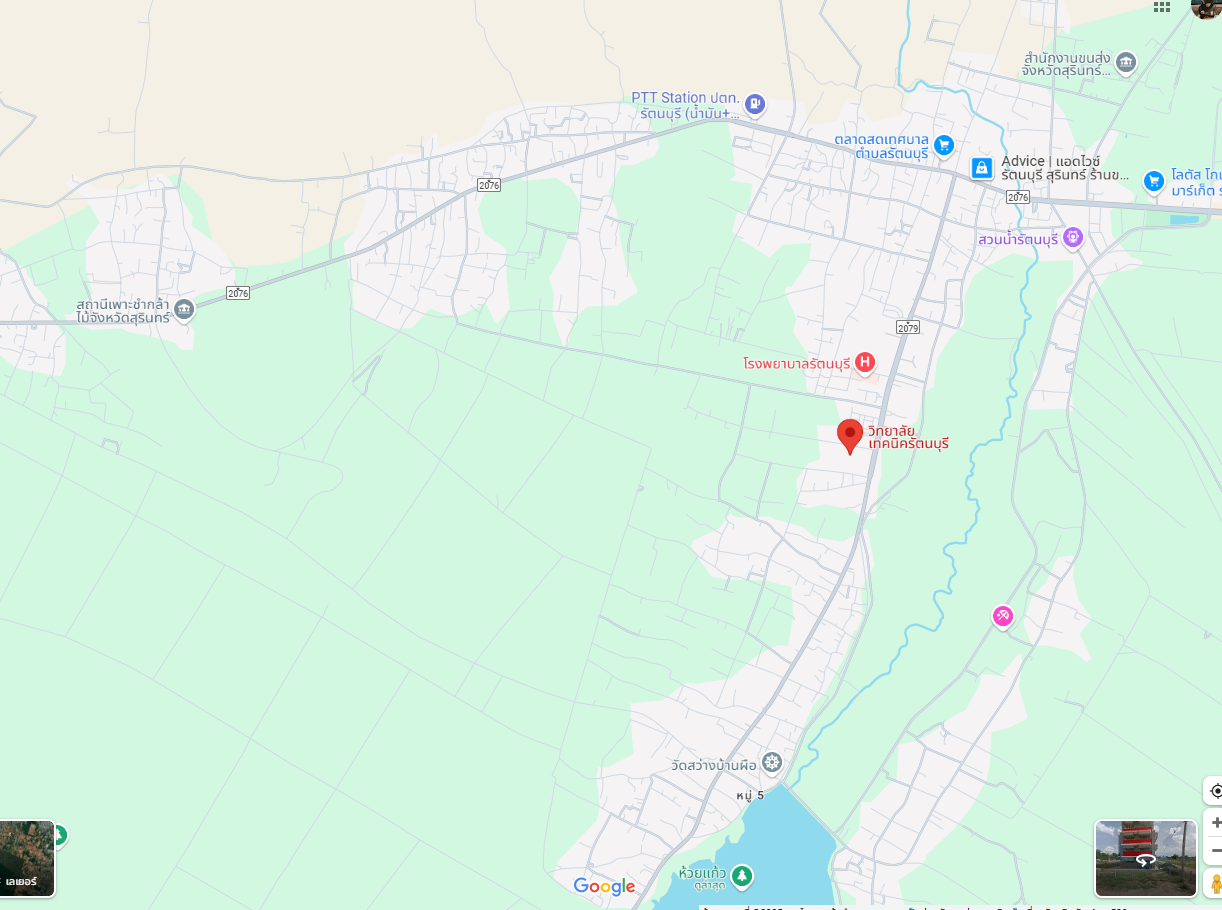 สำนักงานขนส่ง
จังหวัดสุรินทร์...
PTT Station ปตท.
รัตนบุรี (น้ำมัน+...
ตลาดสดเทศบาล
ตำบลรัตนบุรี
Advice | แอดไวซ์
รัตนบุรี สุรินทร์ ร้านข...
โลตัส โก
มาร์เก็ต
2076
2076
สวนน้ำรัตนบุรี
2076
สถานีเพาะชำกล้า
ไม้จังหวัดสุรินทร์
2079
โรงพยาบาลรัตนบุรี
H
วิทยาลัย
เทคนิครัตนบุรี
วัดสว่างบ้านผือ
หมู่ 5
ห้วยแก้ว
ดูล่าสุด
เลเยอร์
Google